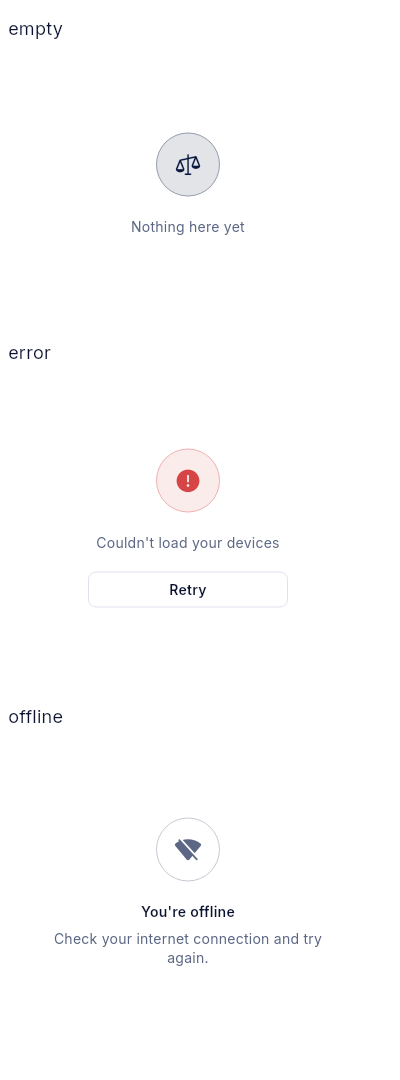 empty
Nothing here yet
error
Couldn't load your devices
Retry
offline
You're offline
Check your internet connection and try
again.